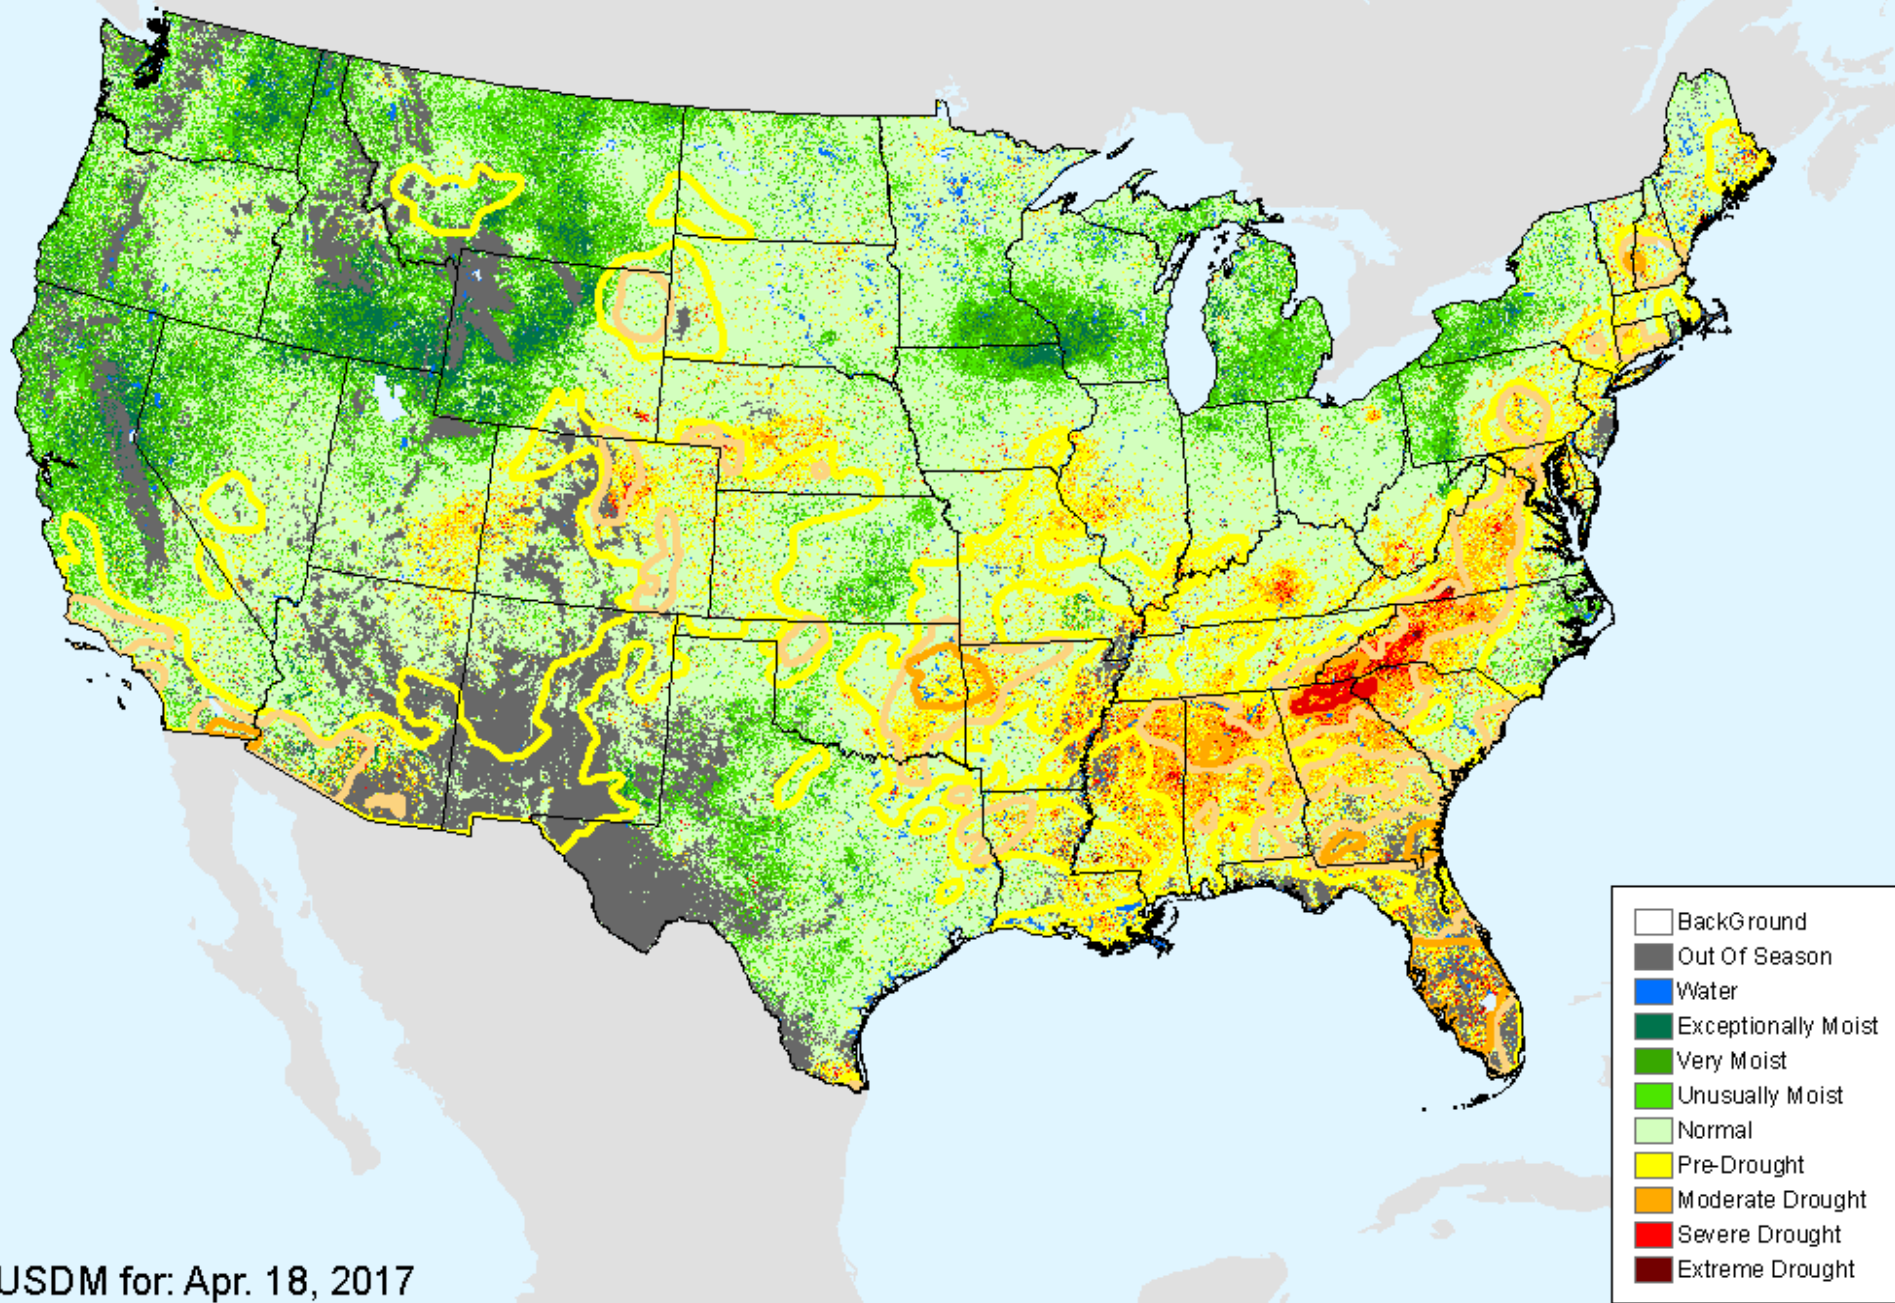 BackGround
Out Of Season
Water
Exceptionally Moist
Very Moist
Unusually Moist
Normal
Pre-Drought
Moderate Drought
Severe Drought
Extreme Drought
USDM for: Apr. 18, 2017